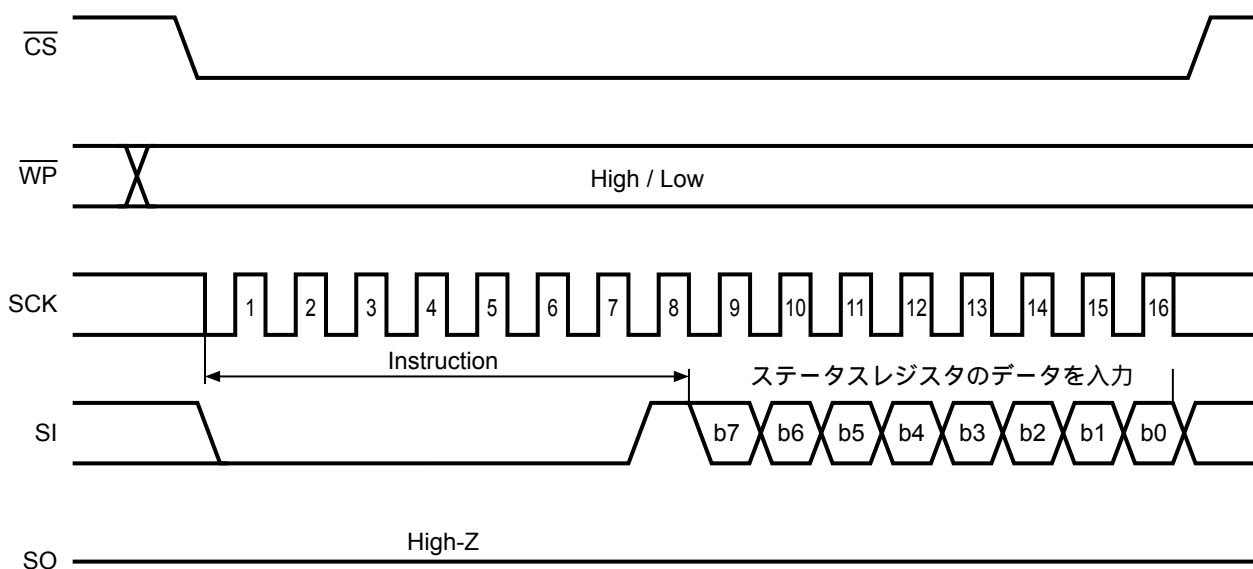 C̅S̅
W̅P̅
High / Low
SCK
1 2 3 4 5 6 7 8 9 10 11 12 13 14 15 16
Instruction
ステータスレジスタのデータを入力
SI
b7 b6 b5 b4 b3 b2 b1 b0
High-Z
SO